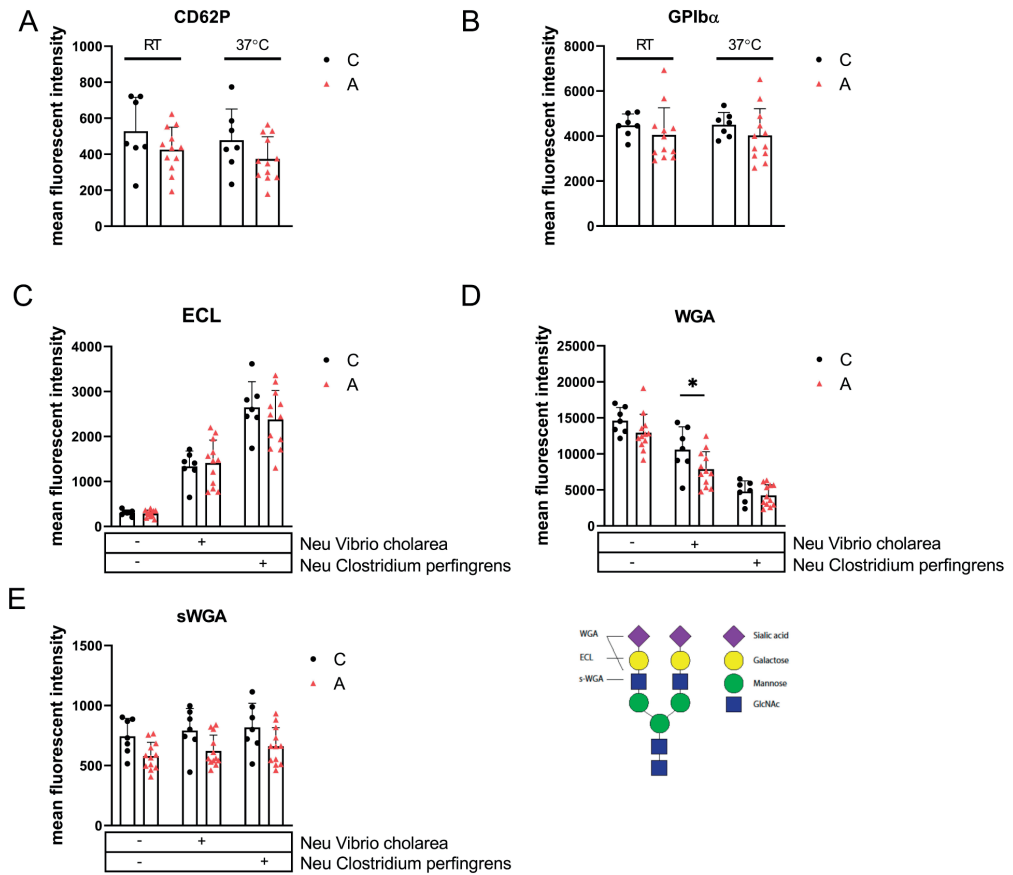 A
CD62P
mean fluorescent intensity
1000
800
600
400
200
0
RT
37°C
C
A
B
GPIbα
mean fluorescent intensity
8000
6000
4000
2000
0
RT
37°C
C
A
C
ECL
mean fluorescent intensity
4000
3000
2000
1000
0
C
A
- + Neu Vibrio cholarea
- + Neu Clostridium perfingrens
D
WGA
mean fluorescent intensity
25000
20000
15000
10000
5000
0
*
C
A
- + Neu Vibrio cholarea
- + Neu Clostridium perfingrens
E
sWGA
mean fluorescent intensity
1500
1000
500
0
C
A
- + Neu Vibrio cholarea
- + Neu Clostridium perfingrens
WGA
ECL
s-WGA
Sialic acid
Galactose
Mannose
GlcNAc